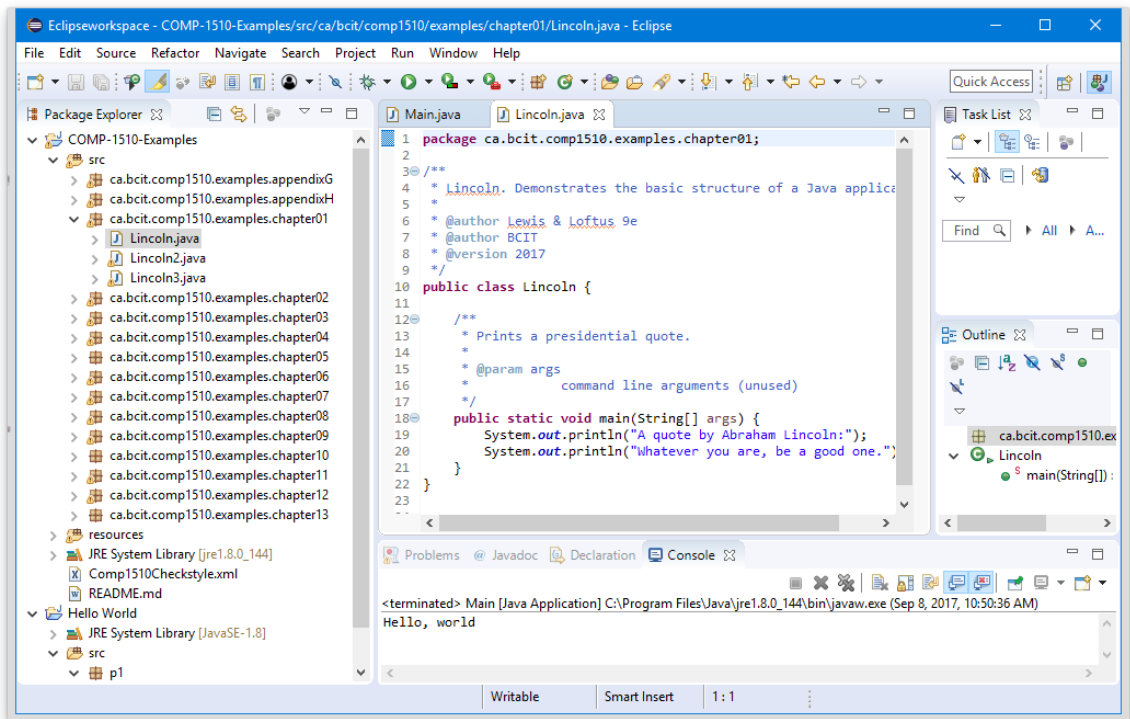 Eclipseworkspace - COMP-1510-Examples/src/ca/bcit/comp1510/examples/chapter01/Lincoln.java - Eclipse
File Edit Source Refactor Navigate Search Project Run Window Help
Quick Access
Package Explorer
COMP-1510-Examples
src
ca.bcit.comp1510.examples.appendixG
ca.bcit.comp1510.examples.appendixH
ca.bcit.comp1510.examples.chapter01
Lincoln.java
Lincoln2.java
Lincoln3.java
ca.bcit.comp1510.examples.chapter02
ca.bcit.comp1510.examples.chapter03
ca.bcit.comp1510.examples.chapter04
ca.bcit.comp1510.examples.chapter05
ca.bcit.comp1510.examples.chapter06
ca.bcit.comp1510.examples.chapter07
ca.bcit.comp1510.examples.chapter08
ca.bcit.comp1510.examples.chapter09
ca.bcit.comp1510.examples.chapter10
ca.bcit.comp1510.examples.chapter11
ca.bcit.comp1510.examples.chapter12
ca.bcit.comp1510.examples.chapter13
resources
JRE System Library [jre1.8.0_144]
Comp1510Checkstyle.xml
README.md
Hello World
JRE System Library [JavaSE-1.8]
src
p1
Main.java Lincoln.java
1 package ca.bcit.comp1510.examples.chapter01;
2
3 /**
4 * Lincoln. Demonstrates the basic structure of a Java applica
5 *
6 * @author Lewis & Loftus 9e
7 * @author BCIT
8 * @version 2017
9 */
10 public class Lincoln {
11
12 /**
13 * Prints a presidential quote.
14 *
15 * @param args
16 * command line arguments (unused)
17 */
18 public static void main(String[] args) {
19 System.out.println("A quote by Abraham Lincoln:");
20 System.out.println("Whatever you are, be a good one.")
21 }
22 }
23
Task List
Find All A...
Outline
ca.bcit.comp1510.ex
Lincoln
main(String[]) :
Problems @ Javadoc Declaration Console
<terminated> Main [Java Application] C:\Program Files\Java\jre1.8.0_144\bin\javaw.exe (Sep 8, 2017, 10:50:36 AM)
Hello, world
Writable Smart Insert 1 : 1